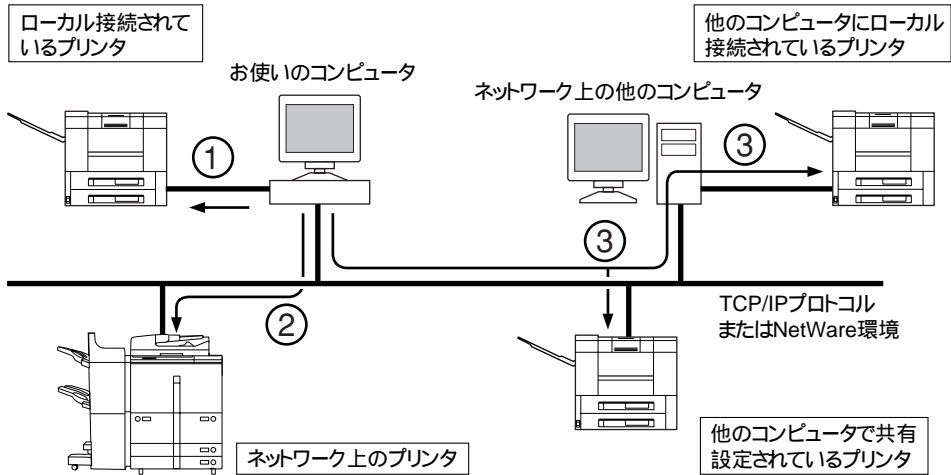 ローカル接続されて
いるプリンタ
他のコンピュータにローカル
接続されているプリンタ
お使いのコンピュータ
ネットワーク上の他のコンピュータ
①
③
③
②
TCP/IPプロトコル
またはNetWare環境
ネットワーク上のプリンタ
他のコンピュータで共有
設定されているプリンタ